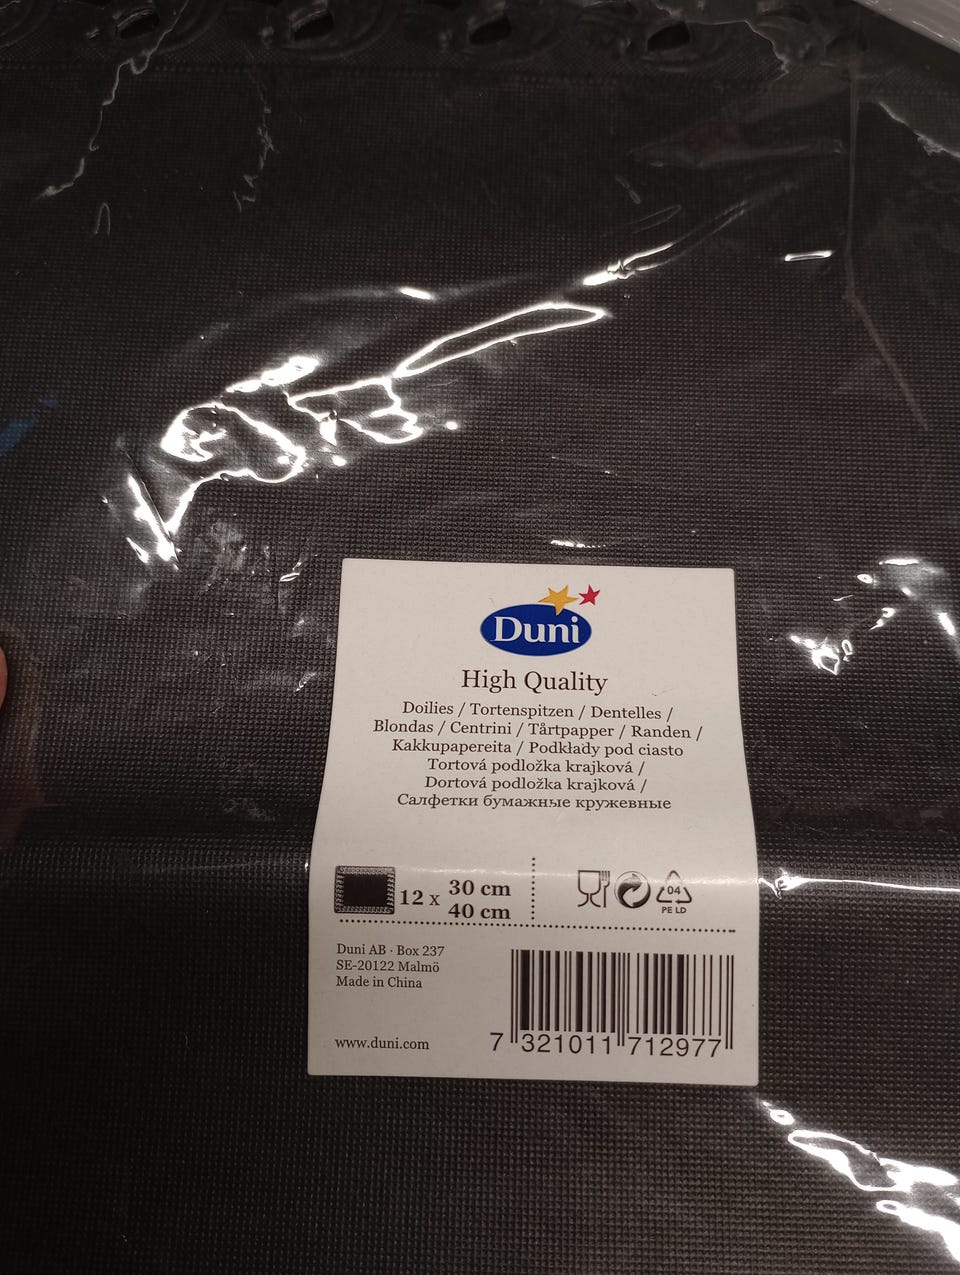 Duni
High Quality
Doilies / Tortenspitzen / Dentelles /
Blondas / Centrini / Tårtpapper / Randen /
Kakkupapereita / Podkłady pod ciasto
Tortová podložka krajková /
Dortová podložka krajková /
Салфетки бумажные кружевные
12 x 30 cm
40 cm
04
PE LD
Duni AB · Box 237
SE-20122 Malmö
Made in China
www.duni.com
7 321011 712977